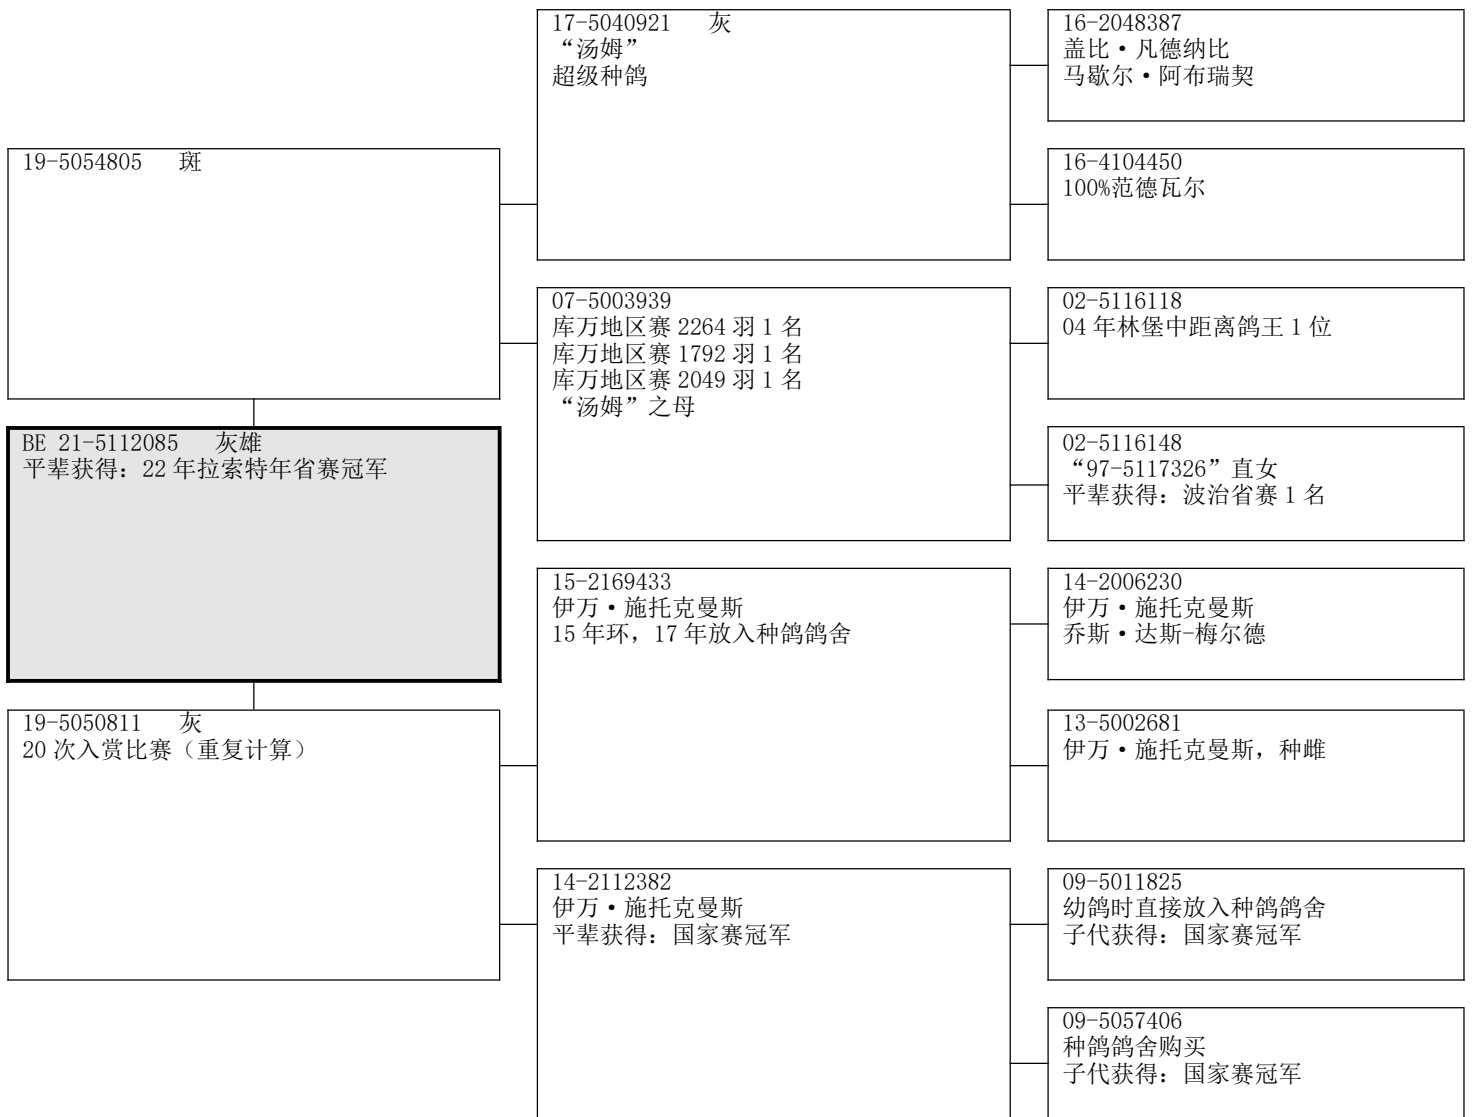 17-5040921 灰
“汤姆”
超级种鸽
16-2048387
盖比·凡德纳比
马歇尔·阿布瑞契
19-5054805 斑
16-4104450
100%范德瓦尔
07-5003939
库万地区赛 2264 羽 1 名
库万地区赛 1792 羽 1 名
库万地区赛 2049 羽 1 名
“汤姆”之母
02-5116118
04 年林堡中距离鸽王 1 位
BE 21-5112085 灰雄
平辈获得：22 年拉索特年省赛冠军
02-5116148
“97-5117326”直女
平辈获得：波治省赛 1 名
15-2169433
伊万·施托克曼斯
15 年环，17 年放入种鸽鸽舍
14-2006230
伊万·施托克曼斯
乔斯·达斯-梅尔德
19-5050811 灰
20 次入赏比赛（重复计算）
13-5002681
伊万·施托克曼斯，种雌
14-2112382
伊万·施托克曼斯
平辈获得：国家赛冠军
09-5011825
幼鸽时直接放入种鸽鸽舍
子代获得：国家赛冠军
09-5057406
种鸽鸽舍购买
子代获得：国家赛冠军